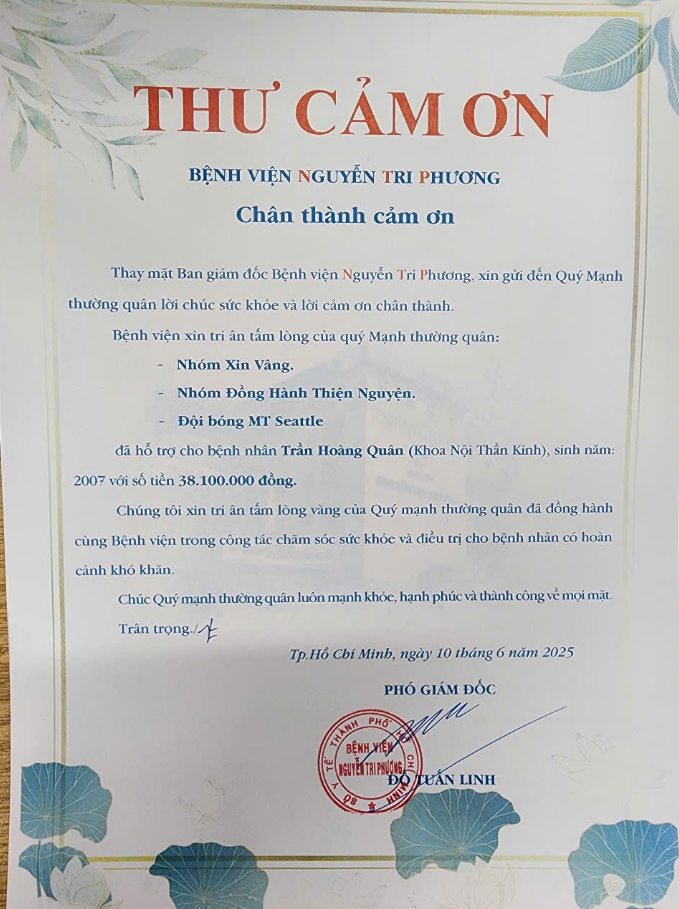 THƯ CẢM ƠN
BỆNH VIỆN NGUYỄN TRI PHƯƠNG
Chân thành cảm ơn
Thay mặt Ban giám đốc Bệnh viện Nguyễn Tri Phương, xin gửi đến Quý Mạnh
thường quân lời chúc sức khỏe và lời cảm ơn chân thành.
Bệnh viện xin tri ân tấm lòng của quý Mạnh thường quân:
- Nhóm Xin Vâng.
- Nhóm Đồng Hành Thiện Nguyện.
- Đội bóng MT Seattle
đã hỗ trợ cho bệnh nhân Trần Hoàng Quân (Khoa Nội Thần Kinh), sinh năm:
2007 với số tiền 38.100.000 đồng.
Chúng tôi xin tri ân tấm lòng vàng của Quý mạnh thường quân đã đồng hành
cùng Bệnh viện trong công tác chăm sóc sức khỏe và điều trị cho bệnh nhân có hoàn
cảnh khó khăn.
Chúc Quý mạnh thường quân luôn mạnh khỏe, hạnh phúc và thành công về mọi mặt.
Trân trọng./
Tp.Hồ Chí Minh, ngày 10 tháng 6 năm 2025
PHÓ GIÁM ĐỐC
SỞ Y TẾ THÀNH PHỐ HỒ CHÍ MINH
BỆNH VIỆN
NGUYỄN TRI PHƯƠNG
ĐỖ TUẤN LINH